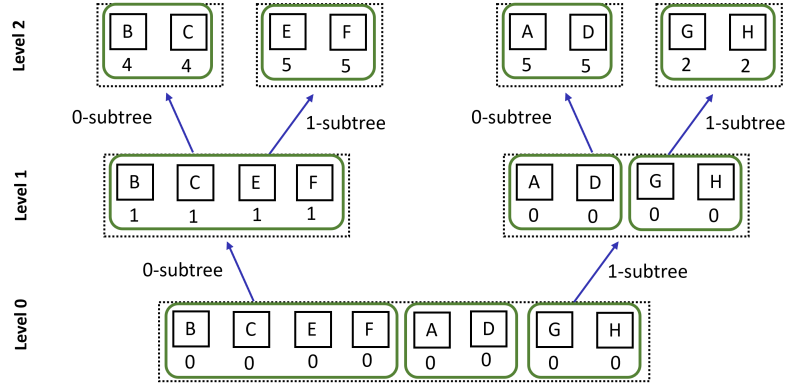 Level 2
B C E F A D G H
4 4 5 5 5 5 2 2
0-subtree 1-subtree 0-subtree 1-subtree
Level 1
B C E F A D G H
1 1 1 1 0 0 0 0
0-subtree 1-subtree
Level 0
B C E F A D G H
0 0 0 0 0 0 0 0